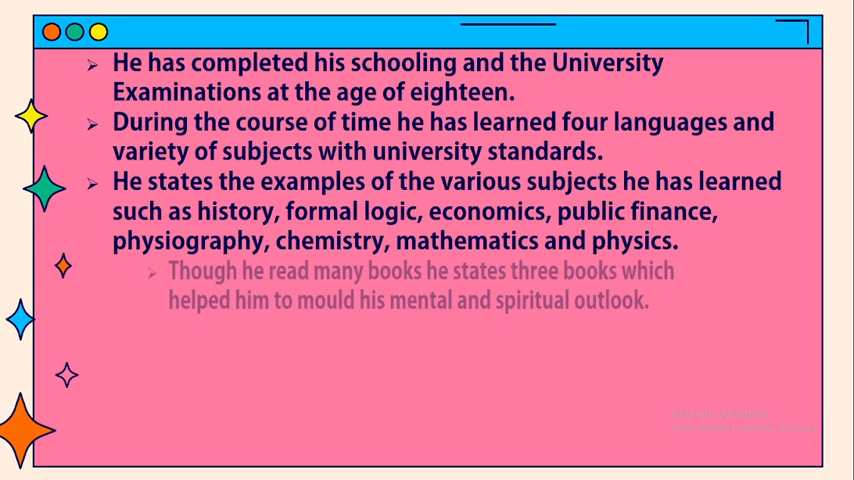 He has completed his schooling and the University
Examinations at the age of eighteen.
During the course of time he has learned four languages and
variety of subjects with university standards.
He states the examples of the various subjects he has learned
such as history, formal logic, economics, public finance,
physiography, chemistry, mathematics and physics.
Though he read many books he states three books which
helped him to mould his mental and spiritual outlook.
Activate Windows